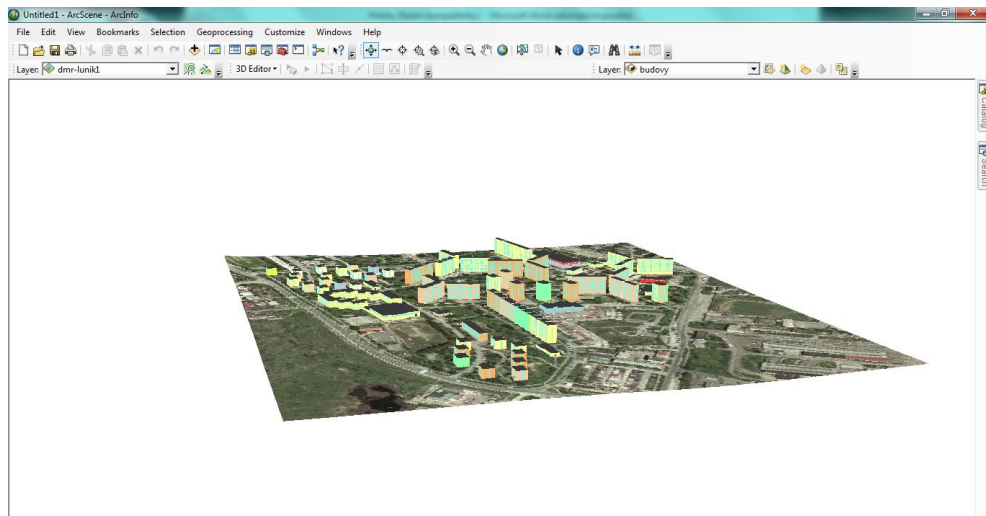 Untitled1 - ArcScene - ArcInfo
File Edit View Bookmarks Selection Geoprocessing Customize Windows Help
Layer: dmr-lunik1 3D Editor Layer: budovy
Catalog
Search